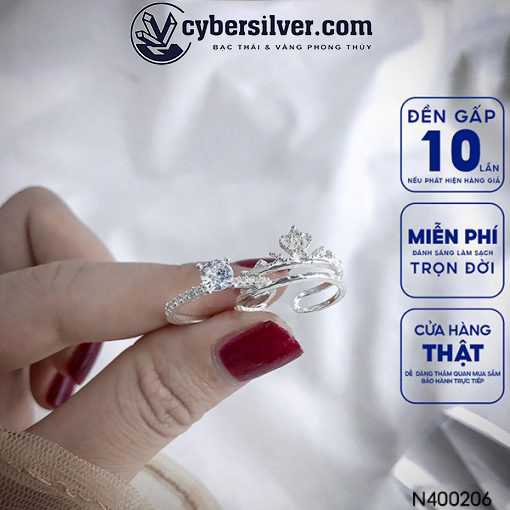 cybersilver.com
BẠC THÁI & VÀNG PHONG THỦY
ĐỀN GẤP
10 LẦN
NẾU PHÁT HIỆN HÀNG GIẢ
MIỄN PHÍ
ĐÁNH SÁNG LÀM SẠCH
TRỌN ĐỜI
CỬA HÀNG
THẬT
DỄ DÀNG THĂM QUAN MUA SẮM
BẢO HÀNH TRỰC TIẾP
N400206